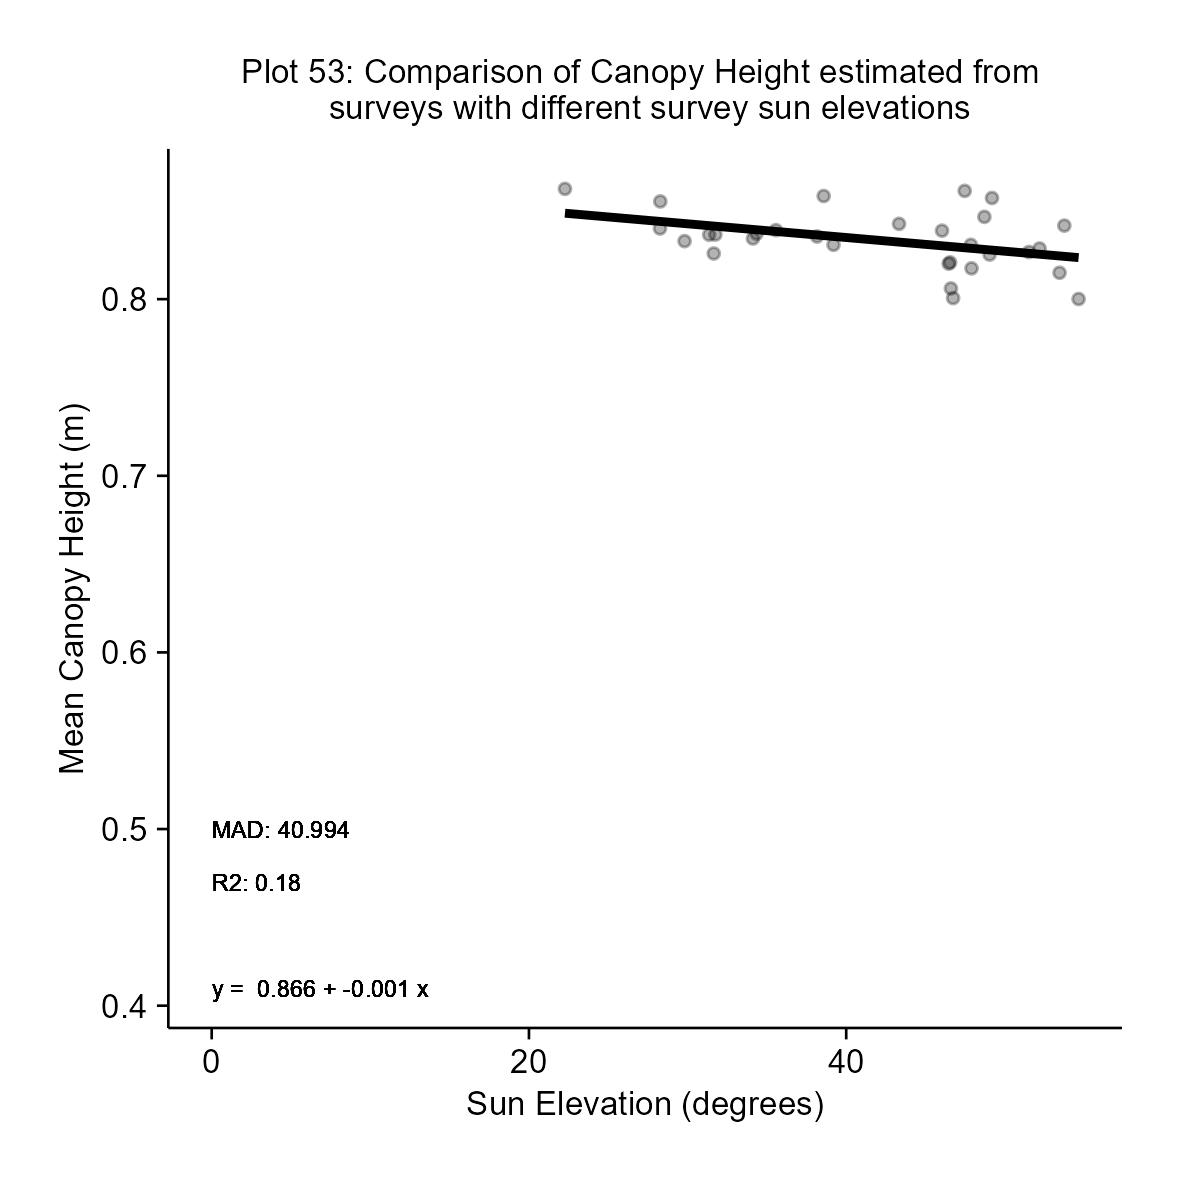 Plot 53: Comparison of Canopy Height estimated from
surveys with different survey sun elevations
Mean Canopy Height (m)
0.8
0.7
0.6
0.5
0.4
MAD: 40.994
R2: 0.18
y =  0.866 + -0.001 x
0
20
40
Sun Elevation (degrees)